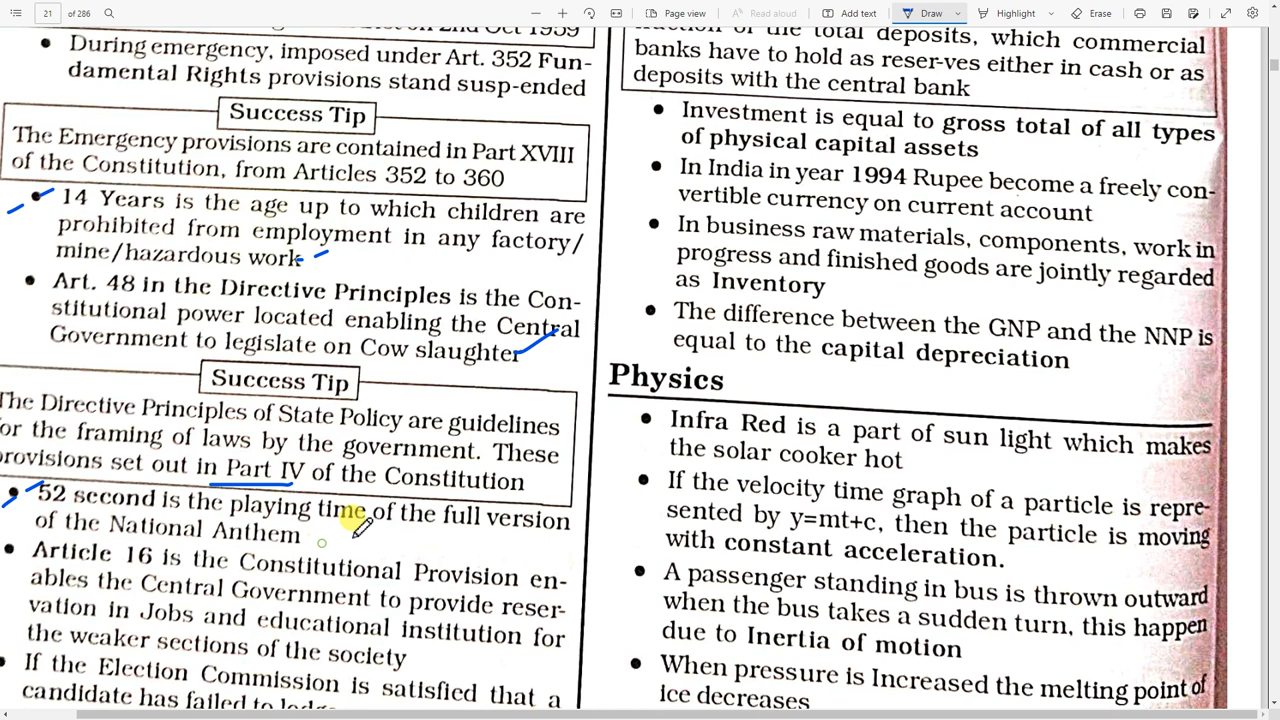 21
of 286
Page view
Read aloud
Add text
Draw
Highlight
Erase
on 2nd Oct 1959
During emergency, imposed under Art. 352 Fun-
damental Rights provisions stand susp-ended
Success Tip
The Emergency provisions are contained in Part XVIII
of the Constitution, from Articles 352 to 360
14 Years is the age up to which children are
prohibited from employment in any factory/
mine/hazardous work
Art. 48 in the Directive Principles is the Con-
stitutional power located enabling the Central
Government to legislate on Cow slaughter
Success Tip
The Directive Principles of State Policy are guidelines
for the framing of laws by the government. These
provisions set out in Part IV of the Constitution
52 second is the playing time of the full version
of the National Anthem
Article 16 is the Constitutional Provision en-
ables the Central Government to provide reser-
vation in Jobs and educational institution for
the weaker sections of the society
If the Election Commission is satisfied that a
candidate has failed to
of the total deposits, which commercial
banks have to hold as reser-ves either in cash or as
deposits with the central bank
Investment is equal to gross total of all types
of physical capital assets
In India in year 1994 Rupee become a freely con-
vertible currency on current account
In business raw materials, components, work in
progress and finished goods are jointly regarded
as Inventory
The difference between the GNP and the NNP is
equal to the capital depreciation
Physics
Infra Red is a part of sun light which makes
the solar cooker hot
If the velocity time graph of a particle is repre-
sented by y=mt+c, then the particle is moving
with constant acceleration.
A passenger standing in bus is thrown outward
when the bus takes a sudden turn, this happen
due to Inertia of motion
When pressure is Increased the melting point of
ice decreases